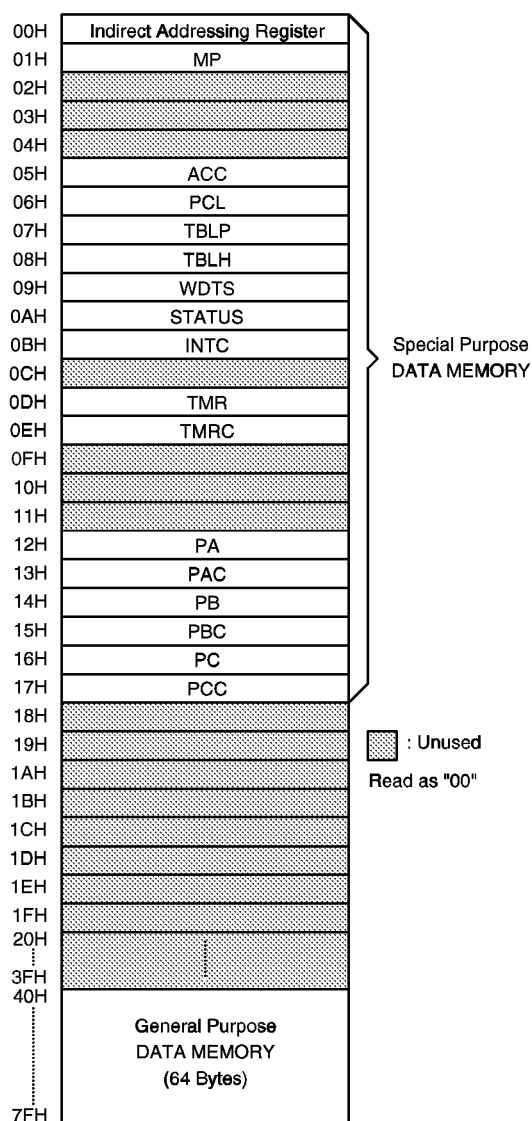 00H Indirect Addressing Register
01H MP
02H
03H
04H
05H ACC
06H PCL
07H TBLP
08H TBLH
09H WDTS
0AH STATUS
0BH INTC
0CH
0DH TMR
0EH TMRC
0FH
10H
11H
12H PA
13H PAC
14H PB
15H PBC
16H PC
17H PCC
18H
19H
1AH
1BH
1CH
1DH
1EH
1FH
20H
3FH
40H
General Purpose
DATA MEMORY
(64 Bytes)
7FH
Special Purpose
DATA MEMORY
: Unused
Read as "00"